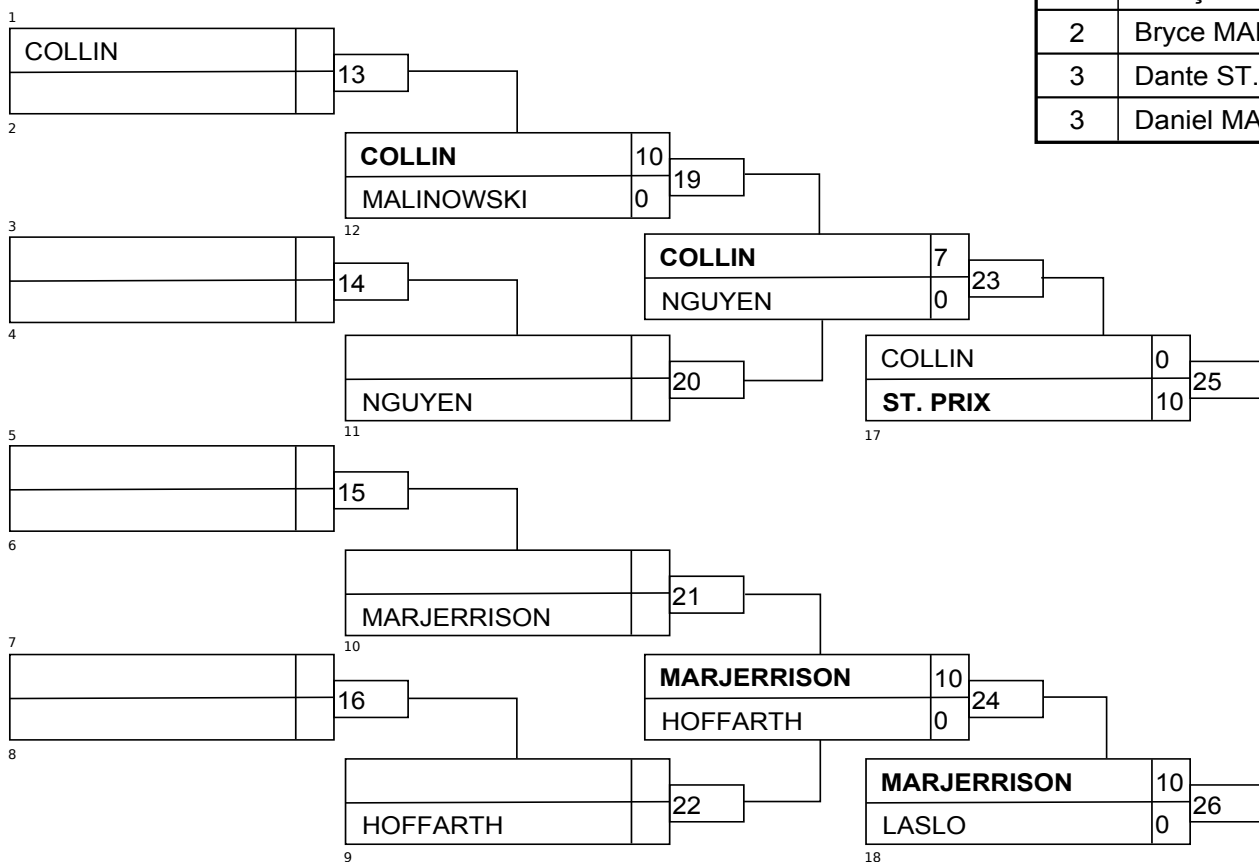 1
COLLIN
13
2
2 Bryce
3 Dante ST.
3 Daniel
COLLIN 10
19
MALINOWSKI 0
12
3
14
4
COLLIN 7
23
NGUYEN 0
20
NGUYEN
11
COLLIN 0
25
ST. PRIX 10
17
5
15
6
21
MARJERRISON
10
7
16
8
MARJERRISON 10
24
HOFFARTH 0
22
HOFFARTH
9
MARJERRISON 10
26
LASLO 0
18